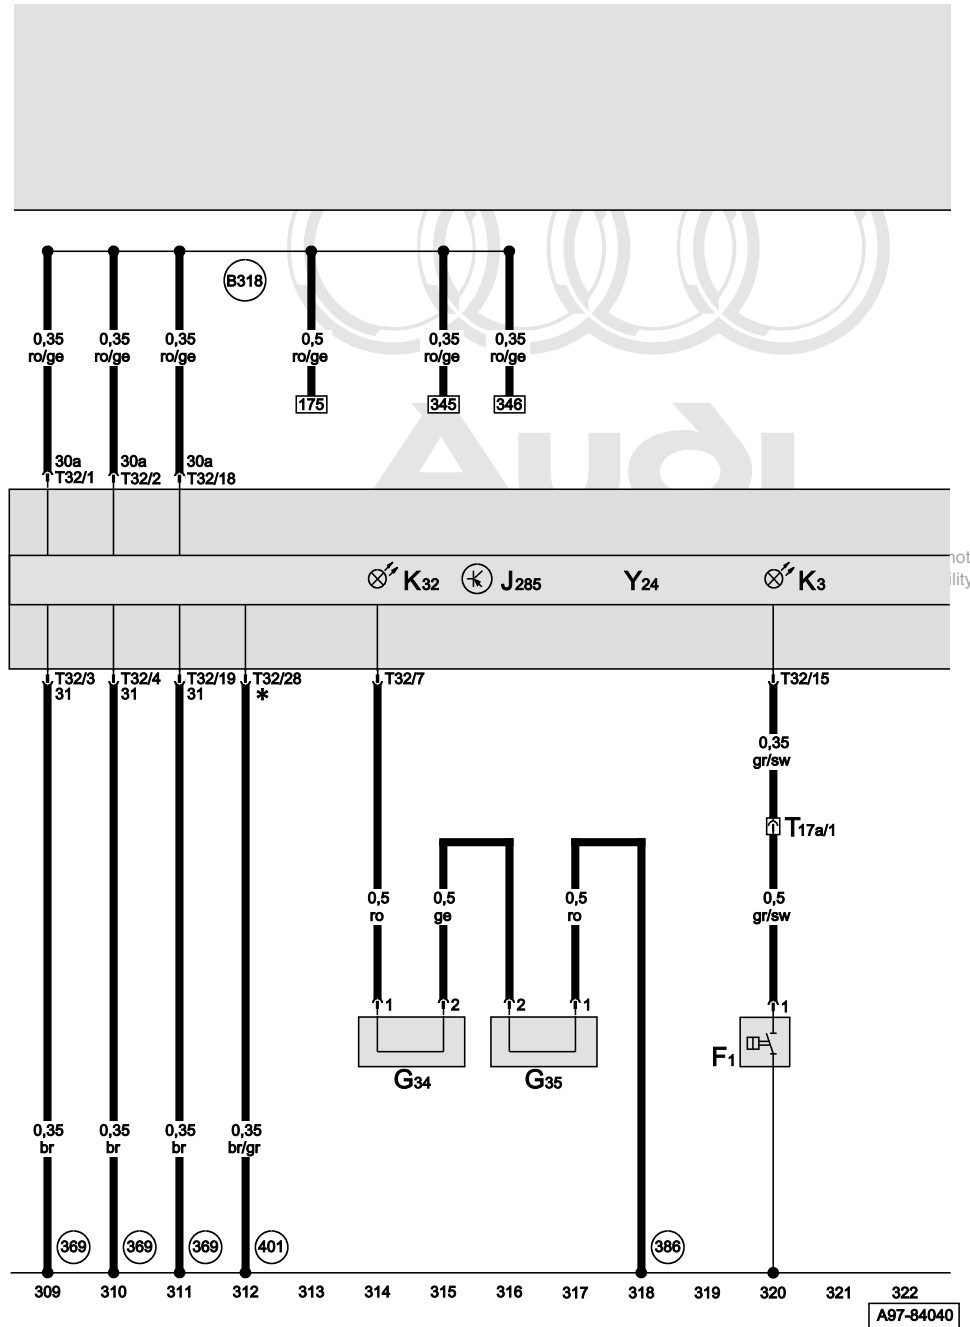 B318
0,35 0,35 0,35 0,5 0,35 0,35
ro/ge ro/ge ro/ge ro/ge ro/ge ro/ge
175 345 346
Audi
30a 30a 30a
T32/1 T32/2 T32/18
not
ility
K32 J285 Y24 K3
T32/3 T32/4 T32/19 T32/28 T32/7 T32/15
31 31 31 *
0,35
gr/sw
T17a/1
0,5 0,5 0,5 0,5
ro ge ro gr/sw
1 2 2 1 1
F1
G34 G35
0,35 0,35 0,35 0,35
br br br br/gr
369 369 369 401 386
309 310 311 312 313 314 315 316 317 318 319 320 321 322
A97-84040